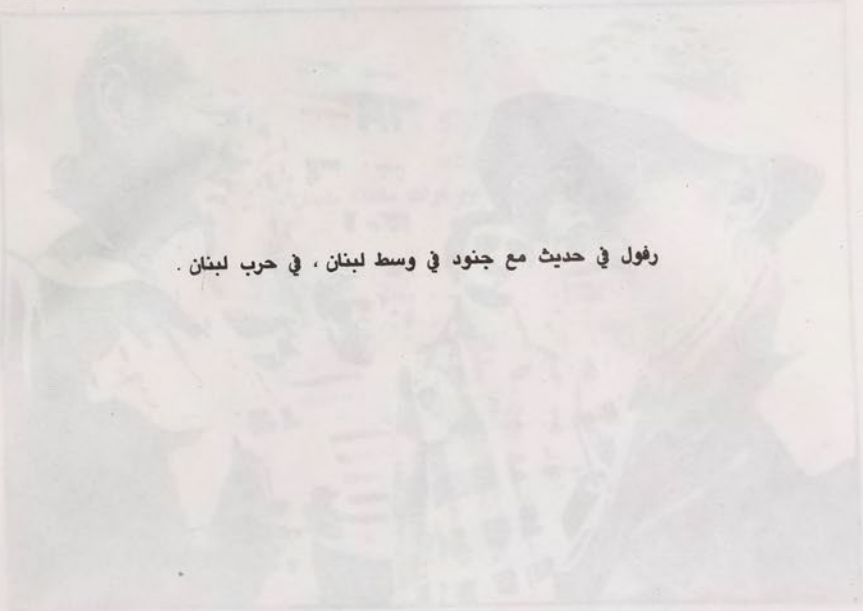 رفول في حديث مع جنود في وسط لبنان ، في حرب لبنان .